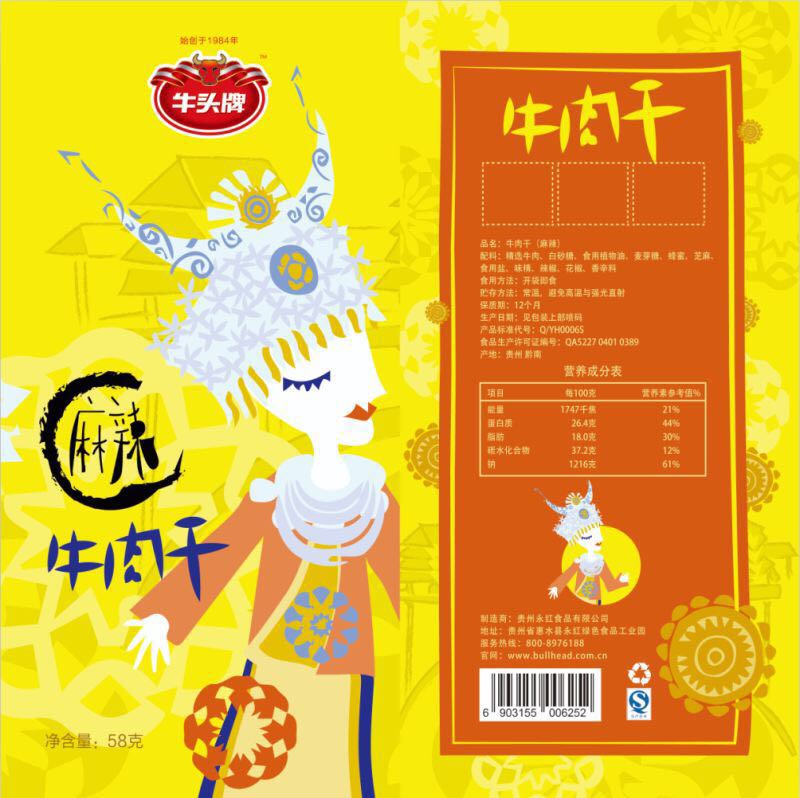 始创于1984年
TM
牛头牌
麻辣
牛肉干
净含量：58克
牛肉干
品名：牛肉干（麻辣）
配料：精选牛肉、白砂糖、食用植物油、麦芽糖、蜂蜜、芝麻、
食用盐、味精、辣椒、花椒、香辛料
食用方法：开袋即食
贮存方法：常温，避免高温与强光直射
保质期：12个月
生产日期：见包装上部喷码
产品标准代号：Q/YH0006S
食品生产许可证编号：QA5227 0401 0389
产地：贵州 黔南
营养成分表
项目 每100克 营养素参考值%
能量 1747千焦 21%
蛋白质 26.4克 44%
脂肪 18.0克 30%
碳水化合物 37.2克 12%
钠 1216克 61%
制造商：贵州永红食品有限公司
地址：贵州省惠水县永红绿色食品工业园
服务热线：800-8976188
官网：www.bullhead.com.cn
6 903155 006252